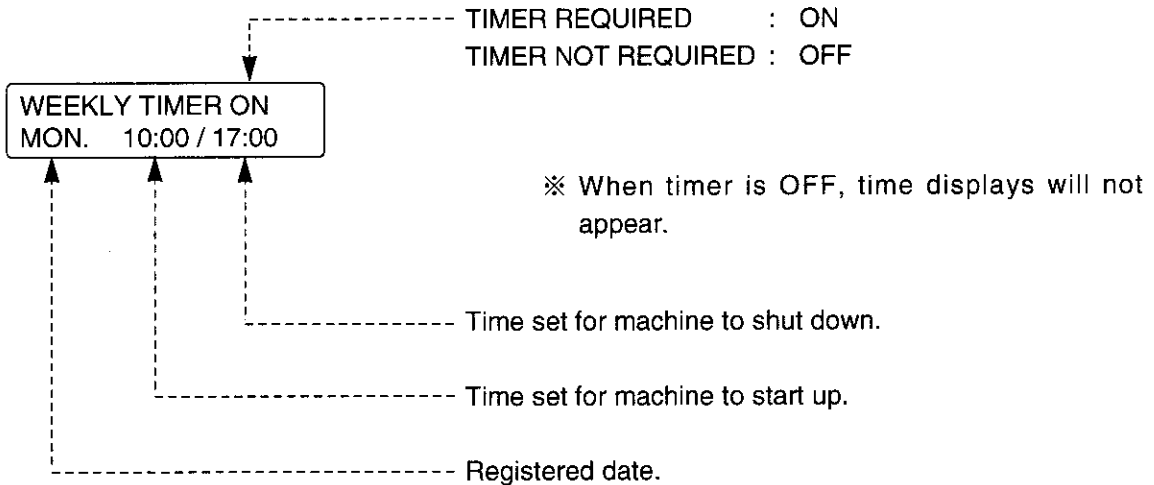 TIMER REQUIRED : ON
TIMER NOT REQUIRED : OFF
WEEKLY TIMER ON
MON. 10:00 / 17:00
※ When timer is OFF, time displays will not
appear.
Time set for machine to shut down.
Time set for machine to start up.
Registered date.